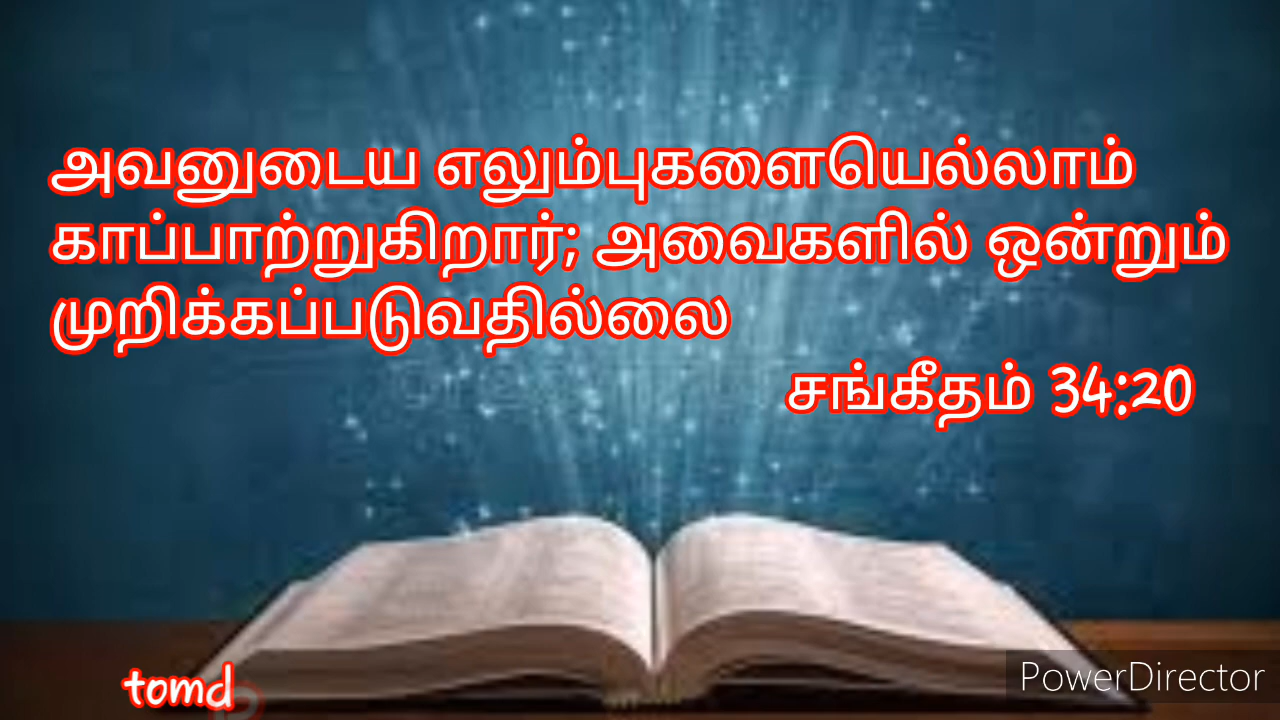 அவனுடைய எலும்புகளையெல்லாம்
காப்பாற்றுகிறார்; அவைகளில் ஒன்றும்
முறிக்கப்படுவதில்லை
சங்கீதம் 34:20
tomd
PowerDirector